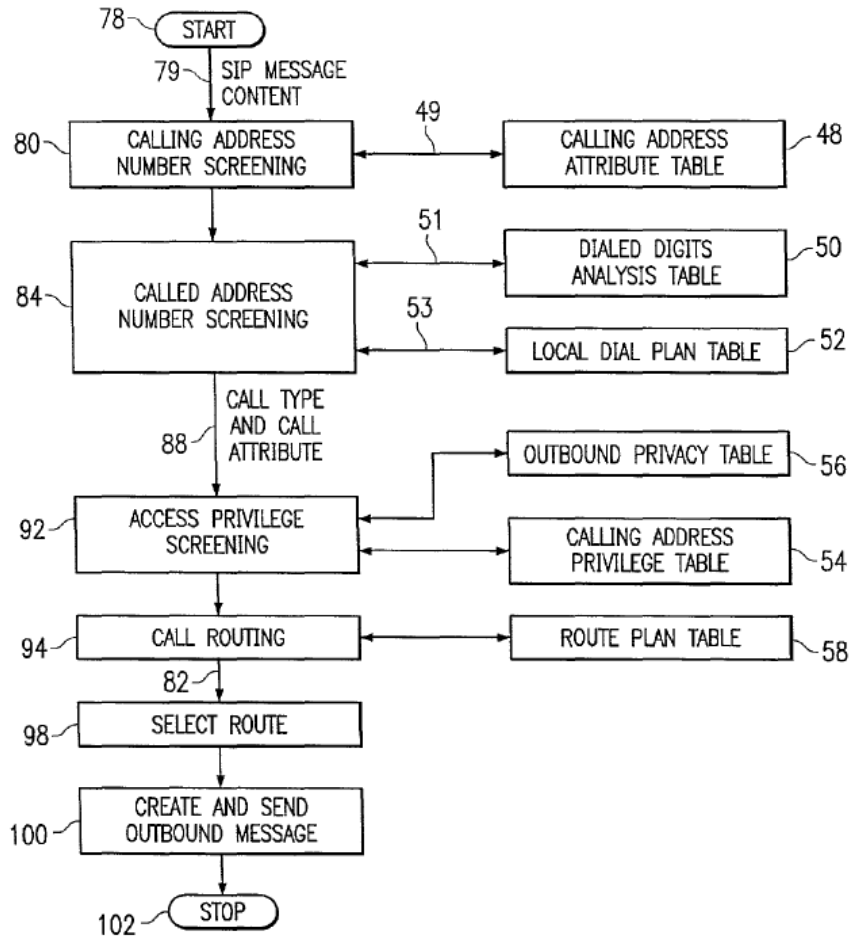 78
START
79
SIP MESSAGE
CONTENT
80
CALLING ADDRESS
NUMBER SCREENING
49
CALLING ADDRESS
ATTRIBUTE TABLE
48
84
CALLED ADDRESS
NUMBER SCREENING
51
DIALED DIGITS
ANALYSIS TABLE
50
53
LOCAL DIAL PLAN TABLE
52
88
CALL TYPE
AND CALL
ATTRIBUTE
OUTBOUND PRIVACY TABLE
56
92
ACCESS PRIVILEGE
SCREENING
CALLING ADDRESS
PRIVILEGE TABLE
54
94
CALL ROUTING
ROUTE PLAN TABLE
58
82
98
SELECT ROUTE
100
CREATE AND SEND
OUTBOUND MESSAGE
102
STOP